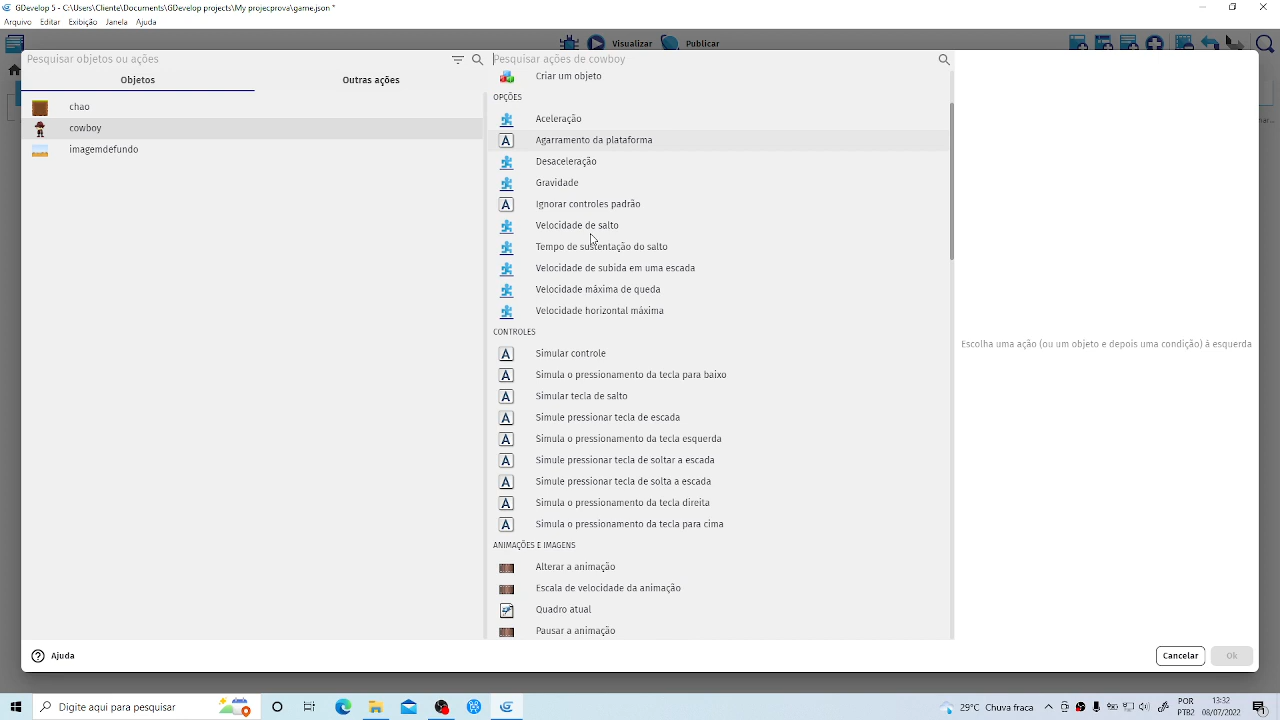 GDevelop 5 - C:\Users\Cliente\Documents\GDevelop projects\My projecprova\game.json *
Arquivo Editar Exibição Janela Ajuda
Visualizar Publicar
Pesquisar objetos ou ações
Pesquisar ações de cowboy
Objetos
Outras ações
chao
cowboy
imagemdefundo
Criar um objeto
OPÇÕES
Aceleração
Agarramento da plataforma
Desaceleração
Gravidade
Ignorar controles padrão
Velocidade de salto
Tempo de sustentação do salto
Velocidade de subida em uma escada
Velocidade máxima de queda
Velocidade horizontal máxima
CONTROLES
Simular controle
Simula o pressionamento da tecla para baixo
Simular tecla de salto
Simule pressionar tecla de escada
Simula o pressionamento da tecla esquerda
Simule pressionar tecla de soltar a escada
Simule pressionar tecla de solta a escada
Simula o pressionamento da tecla direita
Simula o pressionamento da tecla para cima
ANIMAÇÕES E IMAGENS
Alterar a animação
Escala de velocidade da animação
Quadro atual
Pausar a animação
Escolha uma ação (ou um objeto e depois uma condição) á esquerda
Ajuda
Cancelar
Ok
Digite aqui para pesquisar
29°C Chuva fraca
POR
PTB2
13:32
08/07/2022